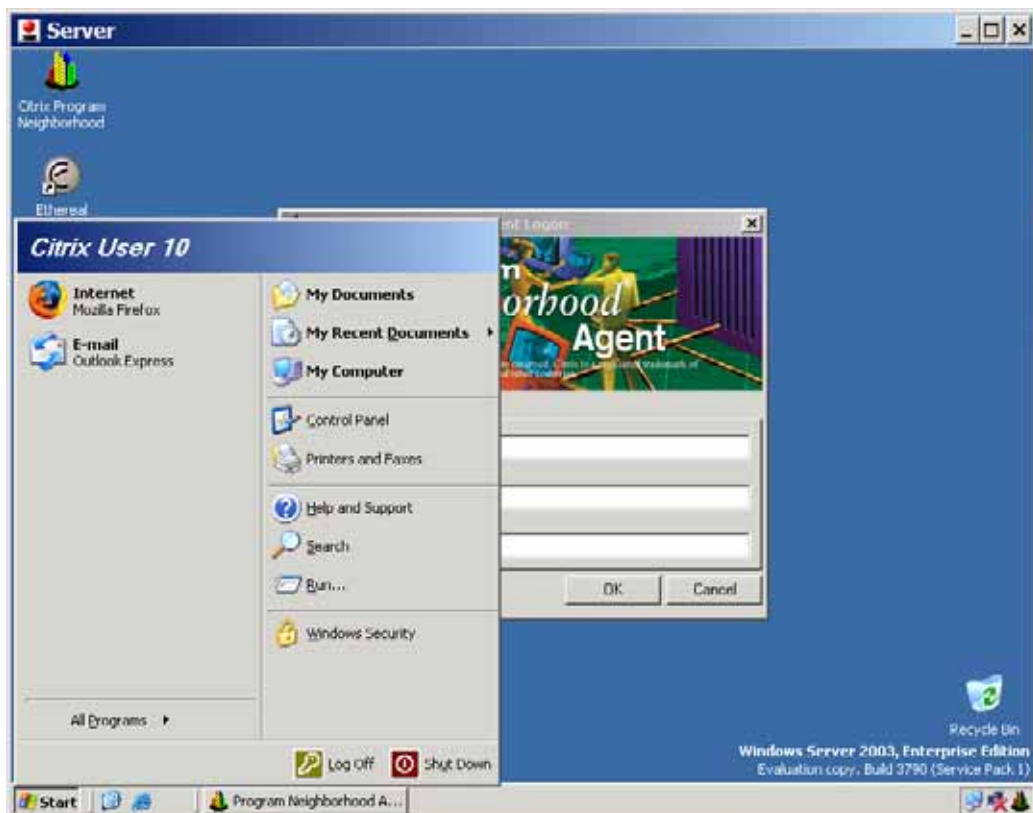 Server
Citrix Program
Neighborhood
Ethereal
Citrix User 10
Internet
Mozilla Firefox
E-mail
Outlook Express
All Programs
My Documents
My Recent Documents
My Computer
Control Panel
Printers and Faxes
Help and Support
Search
Run...
Windows Security
Log Off
Shut Down
Logon
orhood
Agent
OK
Cancel
Recycle Bin
Windows Server 2003, Enterprise Edition
Evaluation copy. Build 3790 (Service Pack 1)
Start
Program Neighborhood A...